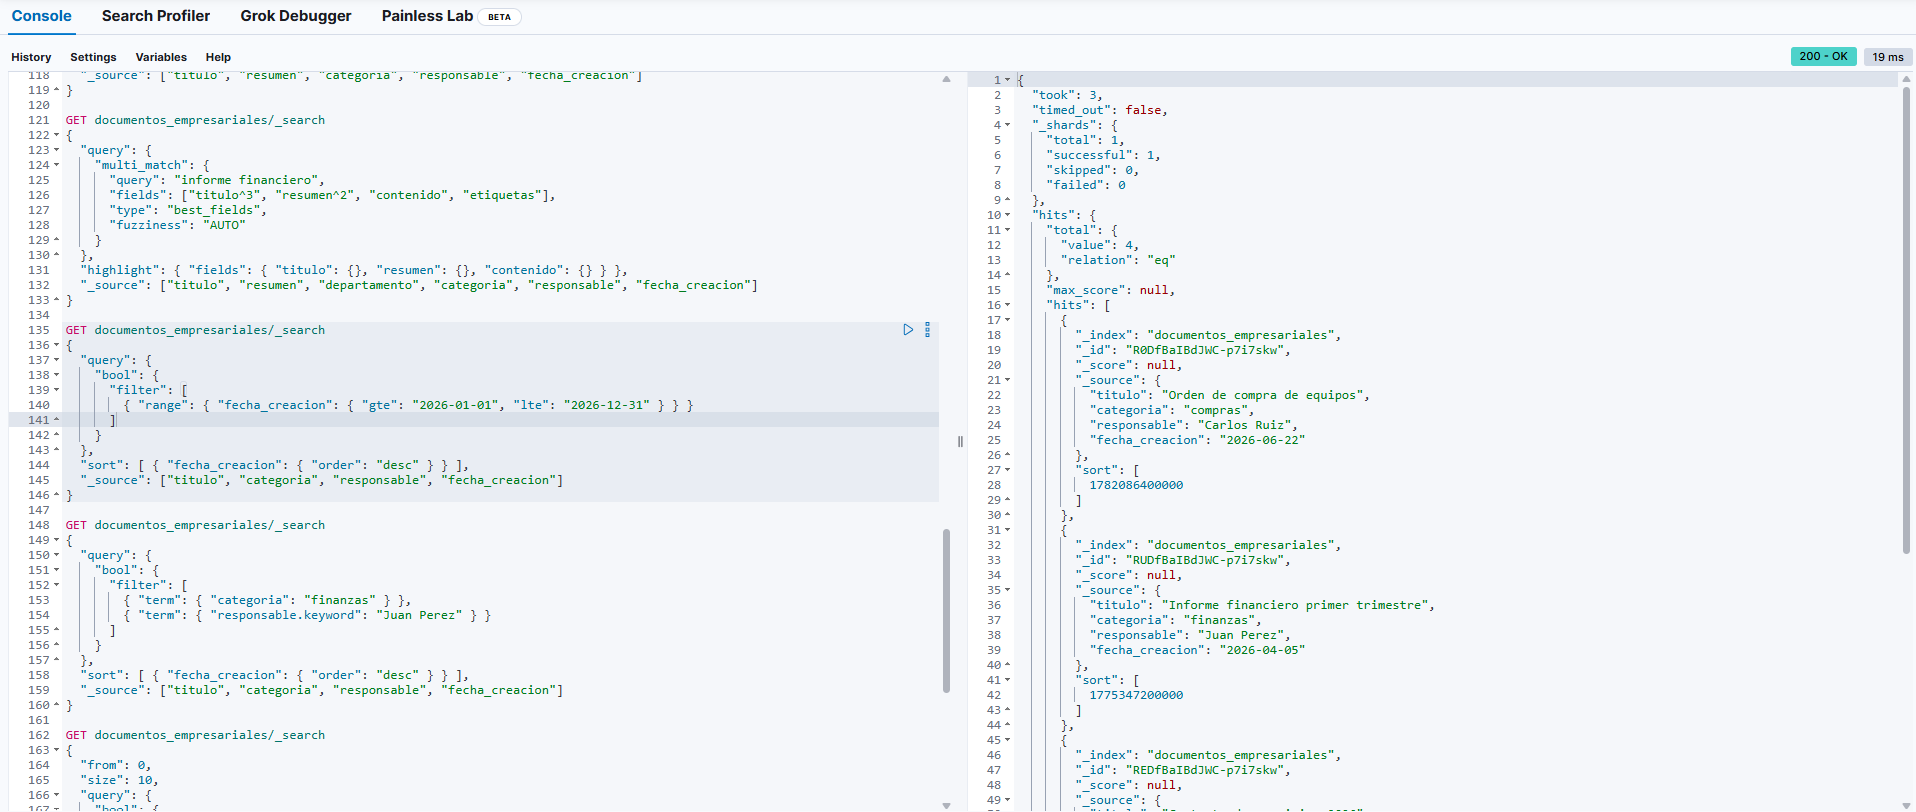 Console Search Profiler Grok Debugger Painless Lab BETA
History Settings Variables Help
200 - OK 19 ms
118 "_source": ["titulo", "resumen", "categoria", "responsable", "fecha_creacion"]
119 }
120
121 GET documentos_empresariales/_search
122 {
123 "query": {
124 "multi_match": {
125 "query": "informe financiero",
126 "fields": ["titulo^3", "resumen^2", "contenido", "etiquetas"],
127 "type": "best_fields",
128 "fuzziness": "AUTO"
129 }
130 },
131 "highlight": { "fields": { "titulo": {}, "resumen": {}, "contenido": {} } },
132 "_source": ["titulo", "resumen", "departamento", "categoria", "responsable", "fecha_creacion"]
133 }
134
135 GET documentos_empresariales/_search
136 {
137 "query": {
138 "bool": {
139 "filter": [
140 { "range": { "fecha_creacion": { "gte": "2026-01-01", "lte": "2026-12-31" } } }
141 ]
142 }
143 },
144 "sort": [ { "fecha_creacion": { "order": "desc" } } ],
145 "_source": ["titulo", "categoria", "responsable", "fecha_creacion"]
146 }
147
148 GET documentos_empresariales/_search
149 {
150 "query": {
151 "bool": {
152 "filter": [
153 { "term": { "categoria": "finanzas" } },
154 { "term": { "responsable.keyword": "Juan Perez" } }
155 ]
156 }
157 },
158 "sort": [ { "fecha_creacion": { "order": "desc" } } ],
159 "_source": ["titulo", "categoria", "responsable", "fecha_creacion"]
160 }
161
162 GET documentos_empresariales/_search
163 {
164 "from": 0,
165 "size": 10,
166 "query": {
167 "bool": {
1 {
2 "took": 3,
3 "timed_out": false,
4 "_shards": {
5 "total": 1,
6 "successful": 1,
7 "skipped": 0,
8 "failed": 0
9 },
10 "hits": {
11 "total": {
12 "value": 4,
13 "relation": "eq"
14 },
15 "max_score": null,
16 "hits": [
17 {
18 "_index": "documentos_empresariales",
19 "_id": "R0DfBaIBdJWC-p7i7skw",
20 "_score": null,
21 "_source": {
22 "titulo": "Orden de compra de equipos",
23 "categoria": "compras",
24 "responsable": "Carlos Ruiz",
25 "fecha_creacion": "2026-06-22"
26 },
27 "sort": [
28 1782086400000
29 ]
30 },
31 {
32 "_index": "documentos_empresariales",
33 "_id": "RUDfBaIBdJWC-p7i7skw",
34 "_score": null,
35 "_source": {
36 "titulo": "Informe financiero primer trimestre",
37 "categoria": "finanzas",
38 "responsable": "Juan Perez",
39 "fecha_creacion": "2026-04-05"
40 },
41 "sort": [
42 1775347200000
43 ]
44 },
45 {
46 "_index": "documentos_empresariales",
47 "_id": "REDfBaIBdJWC-p7i7skw",
48 "_score": null,
49 "_source": {